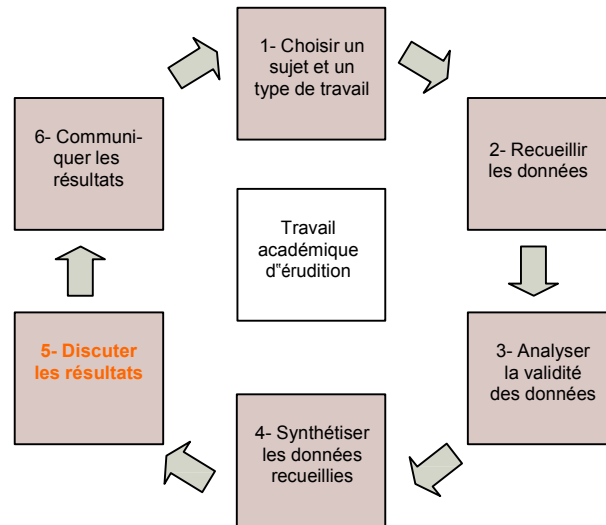 1- Choisir un
sujet et un
type de travail
2- Recueillir
les données
3- Analyser
la validité
des données
4- Synthétiser
les données
recueillies
5- Discuter
les résultats
6- Communi-
quer les
résultats
Travail
académique
d‟érudition